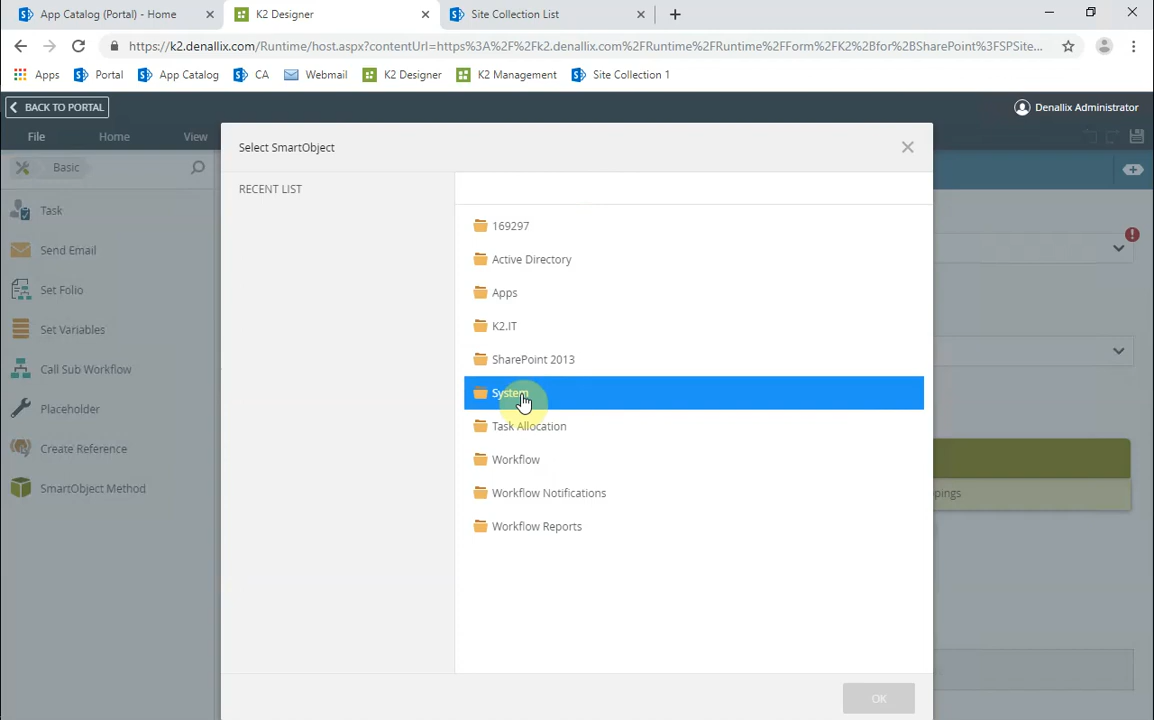 App Catalog (Portal) - Home
K2 Designer
Site Collection List
https://k2.denallix.com/Runtime/host.aspx?contentUrl=https%3A%2F%2Fk2.denallix.com%2FRuntime%2FRuntime%2FForm%2FK2%2Bfor%2BSharePoint%3FSPSite...
Apps
Portal
App Catalog
CA
Webmail
K2 Designer
K2 Management
Site Collection 1
BACK TO PORTAL
Denallix Administrator
File
Home
View
Basic
Task
Send Email
Set Folio
Set Variables
Call Sub Workflow
Placeholder
Create Reference
SmartObject Method
Select SmartObject
RECENT LIST
169297
Active Directory
Apps
K2.IT
SharePoint 2013
System
Task Allocation
Workflow
Workflow Notifications
Workflow Reports
pings
OK